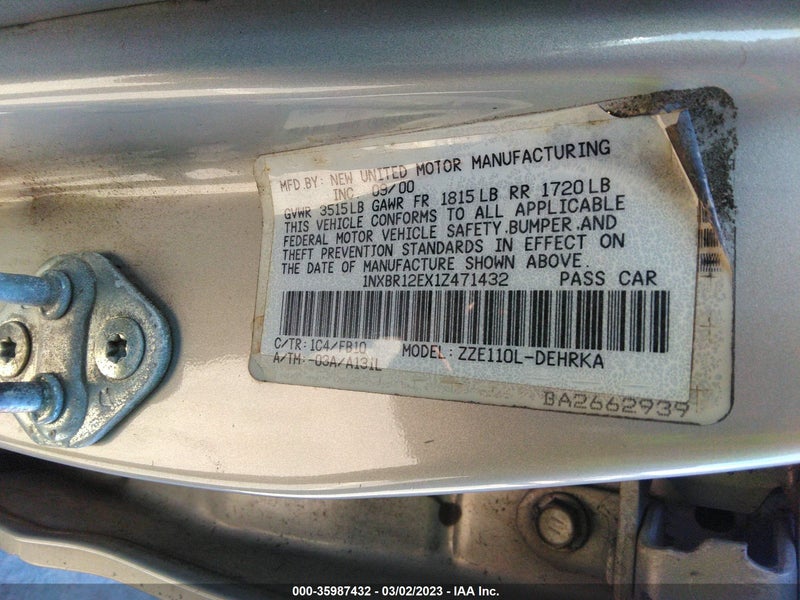 MFD.BY: NEW UNITED MOTOR MANUFACTURING
INC 09/00
GVWR 3515LB GAWR FR 1815LB RR 1720LB
THIS VEHICLE CONFORMS TO ALL APPLICABLE
FEDERAL MOTOR VEHICLE SAFETY,BUMPER,AND
THEFT PREVENTION STANDARDS IN EFFECT ON
THE DATE OF MANUFACTURE SHOWN ABOVE.
1NXBR12EX1Z471432 PASS CAR
C/TR:1C4/FB10 MODEL: ZZE110L-DEHRKA
A/TM:-03A/A131L
BA2662939
000-35987432 - 03/02/2023 - IAA Inc.